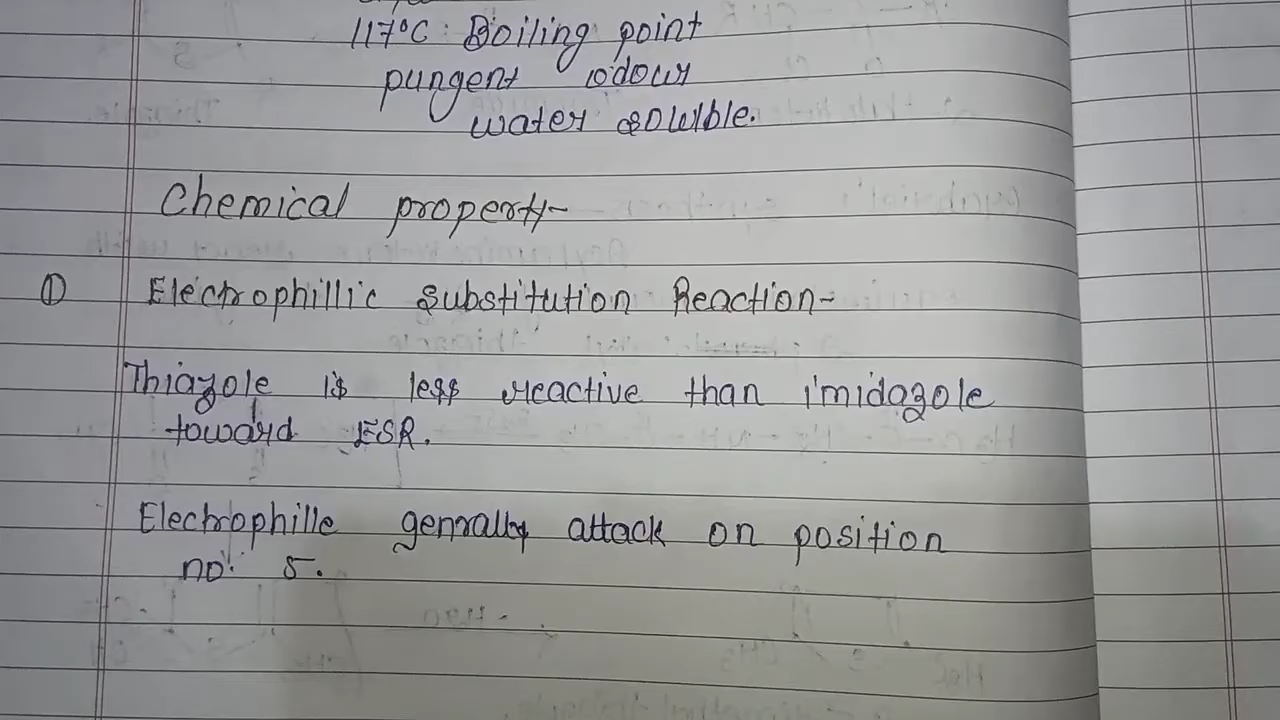 117°C : Boiling point
pungent odour
water soluble.
Chemical property-
① Electrophillic Substitution Reaction-
Thiazole is less reactive than imidazole
toward ESR.
Electrophille genrally attack on position
no. 5.